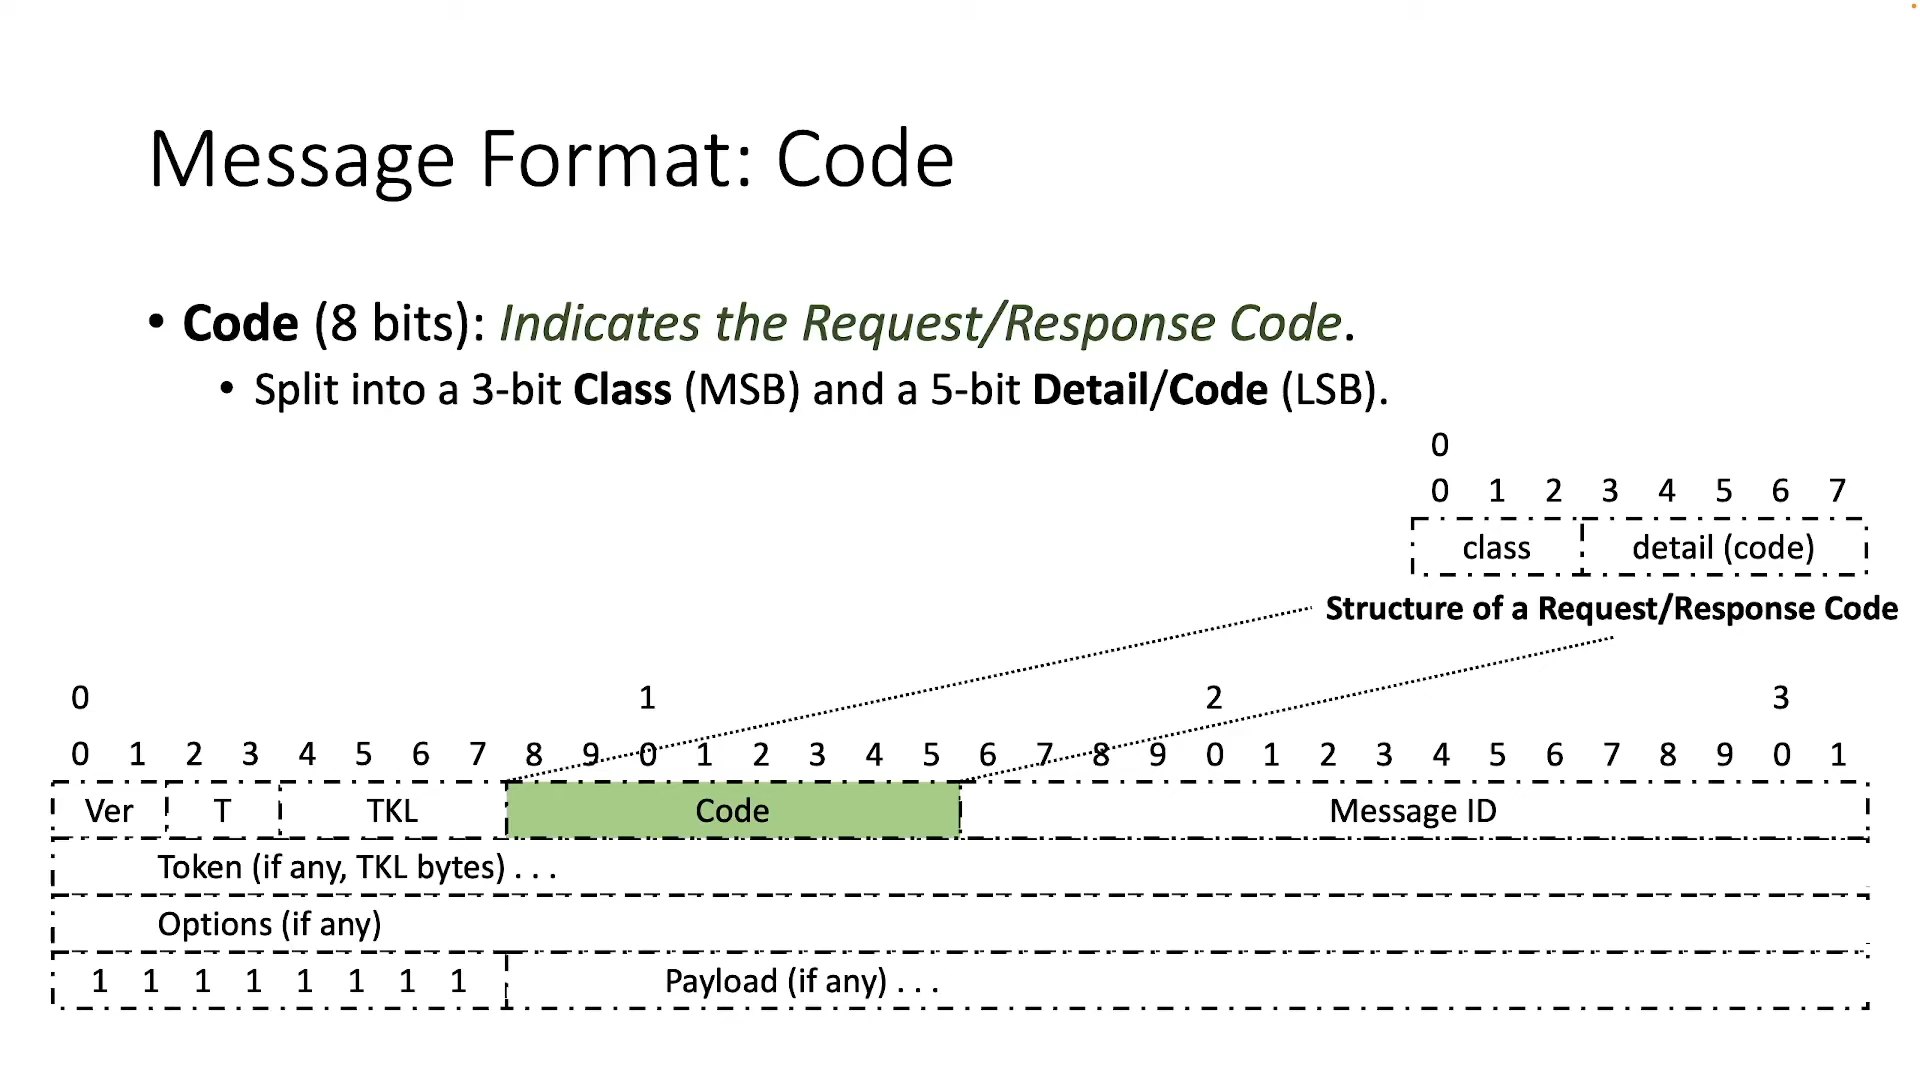 Message Format: Code
• Code (8 bits): Indicates the Request/Response Code.
• Split into a 3-bit Class (MSB) and a 5-bit Detail/Code (LSB).
0
0 1 2 3 4 5 6 7
class detail (code)
Structure of a Request/Response Code
0 1 2 3
0 1 2 3 4 5 6 7 8 9 0 1 2 3 4 5 6 7 8 9 0 1 2 3 4 5 6 7 8 9 0 1
Ver T TKL Code Message ID
Token (if any, TKL bytes) . . .
Options (if any)
1 1 1 1 1 1 1 1 Payload (if any) . . .